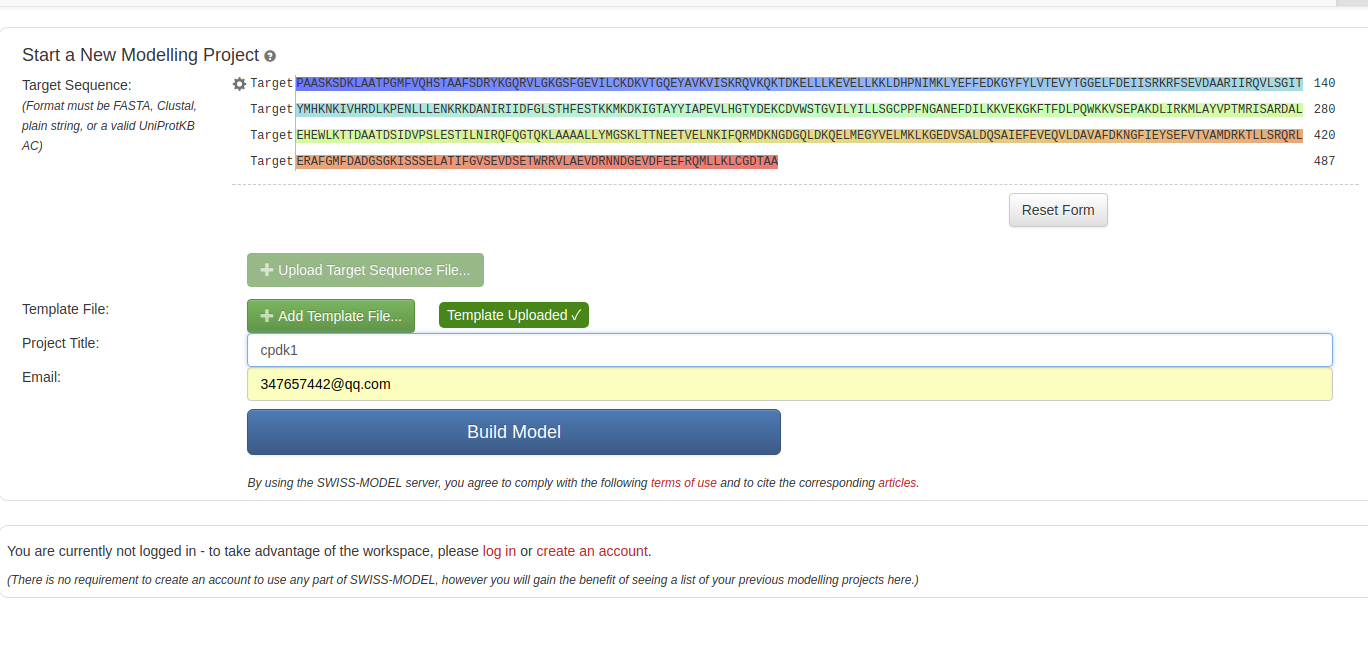 Start a New Modelling Project
Target Sequence:
(Format must be FASTA, Clustal,
plain string, or a valid UniProtKB
AC)
Target PAASKSDKLAATPGMFVQHSTAAFSDRYKGQRVLGKGSFGEVILCKDKVTGQEYAVKVISKRQVKQKTDKELLLKEVELLKKLDHPNIMKLYEFFEDKGYFYLVTEVYTGGELFDEIISRKRFSEVDAARIIRQVLSGIT 140
Target YMHKNKIVHRDLKPENLLLENKRKDANIRIIDFGLSTHFESTKKMKDKIGTAYYIAPEVLHGTYDEKCDVWSTGVILYILLSGCPPFNGANEFDILKKVEKGKFTFDLPQWKKVSEPAKDLIRKMLAYVPTMRISARDAL 280
Target EHEWLKTTDAATDSIDVPSLESTILNIRQFQGTQKLAAAALLYMGSKLTTNEETVELNKIFQRMDKNGDGQLDKQELMEGYVELMKLKGEDVSALDQSAIEFEVEQVLDAVAFDKNGFIEYSEFVTVAMDRKTLLSRQRL 420
Target ERAFGMFDADGSGKISSSELATIFGVSEVDSETWRRVLAEVDRNNDGEVDFEEFRQMLLKLCGDTAA 487
Reset Form
Upload Target Sequence File...
Template File:
Add Template File... Template Uploaded ✓
Project Title:
cpdk1
Email:
347657442@qq.com
Build Model
By using the SWISS-MODEL server, you agree to comply with the following terms of use and to cite the corresponding articles.
You are currently not logged in - to take advantage of the workspace, please log in or create an account.
(There is no requirement to create an account to use any part of SWISS-MODEL, however you will gain the benefit of seeing a list of your previous modelling projects here.)